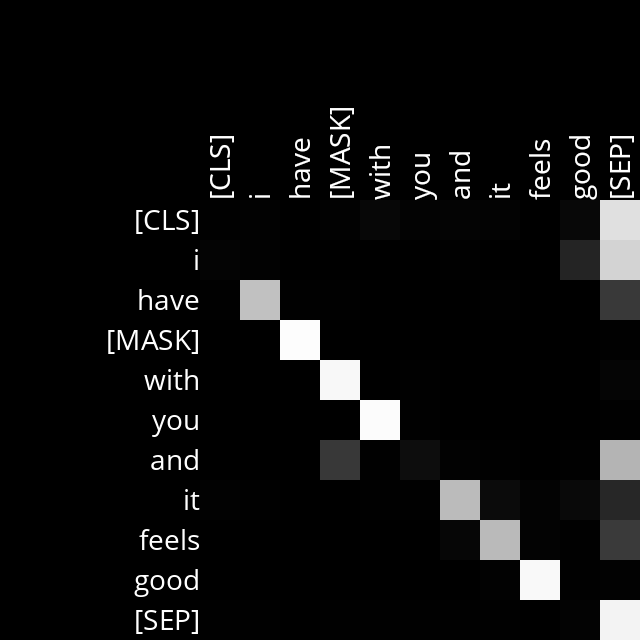 [CLS] i have [MASK] with you and it feels good [SEP]
[CLS]
i
have
[MASK]
with
you
and
it
feels
good
[SEP]